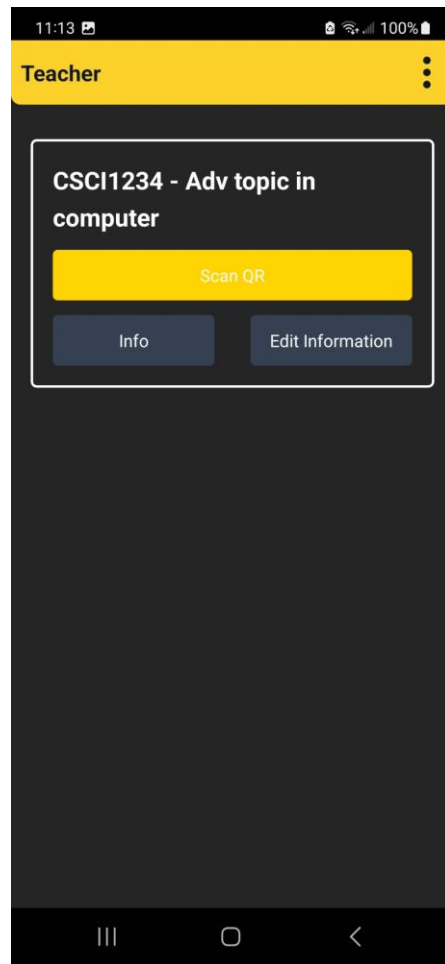 11:13 100%
Teacher
CSCI1234 - Adv topic in
computer
Scan QR
Info Edit Information